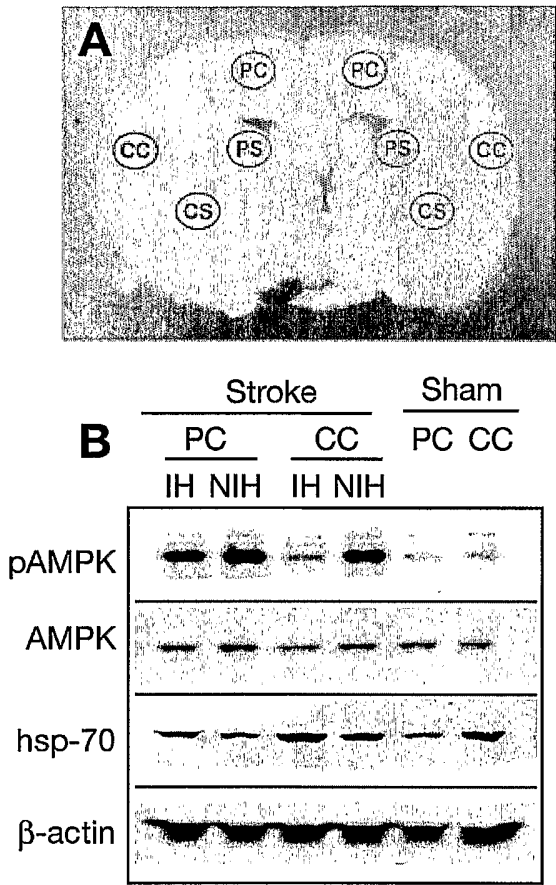 A
PC PC
CC PS PS CC
CS CS
Stroke Sham
B PC CC PC CC
IH NIH IH NIH
pAMPK
AMPK
hsp-70
β-actin